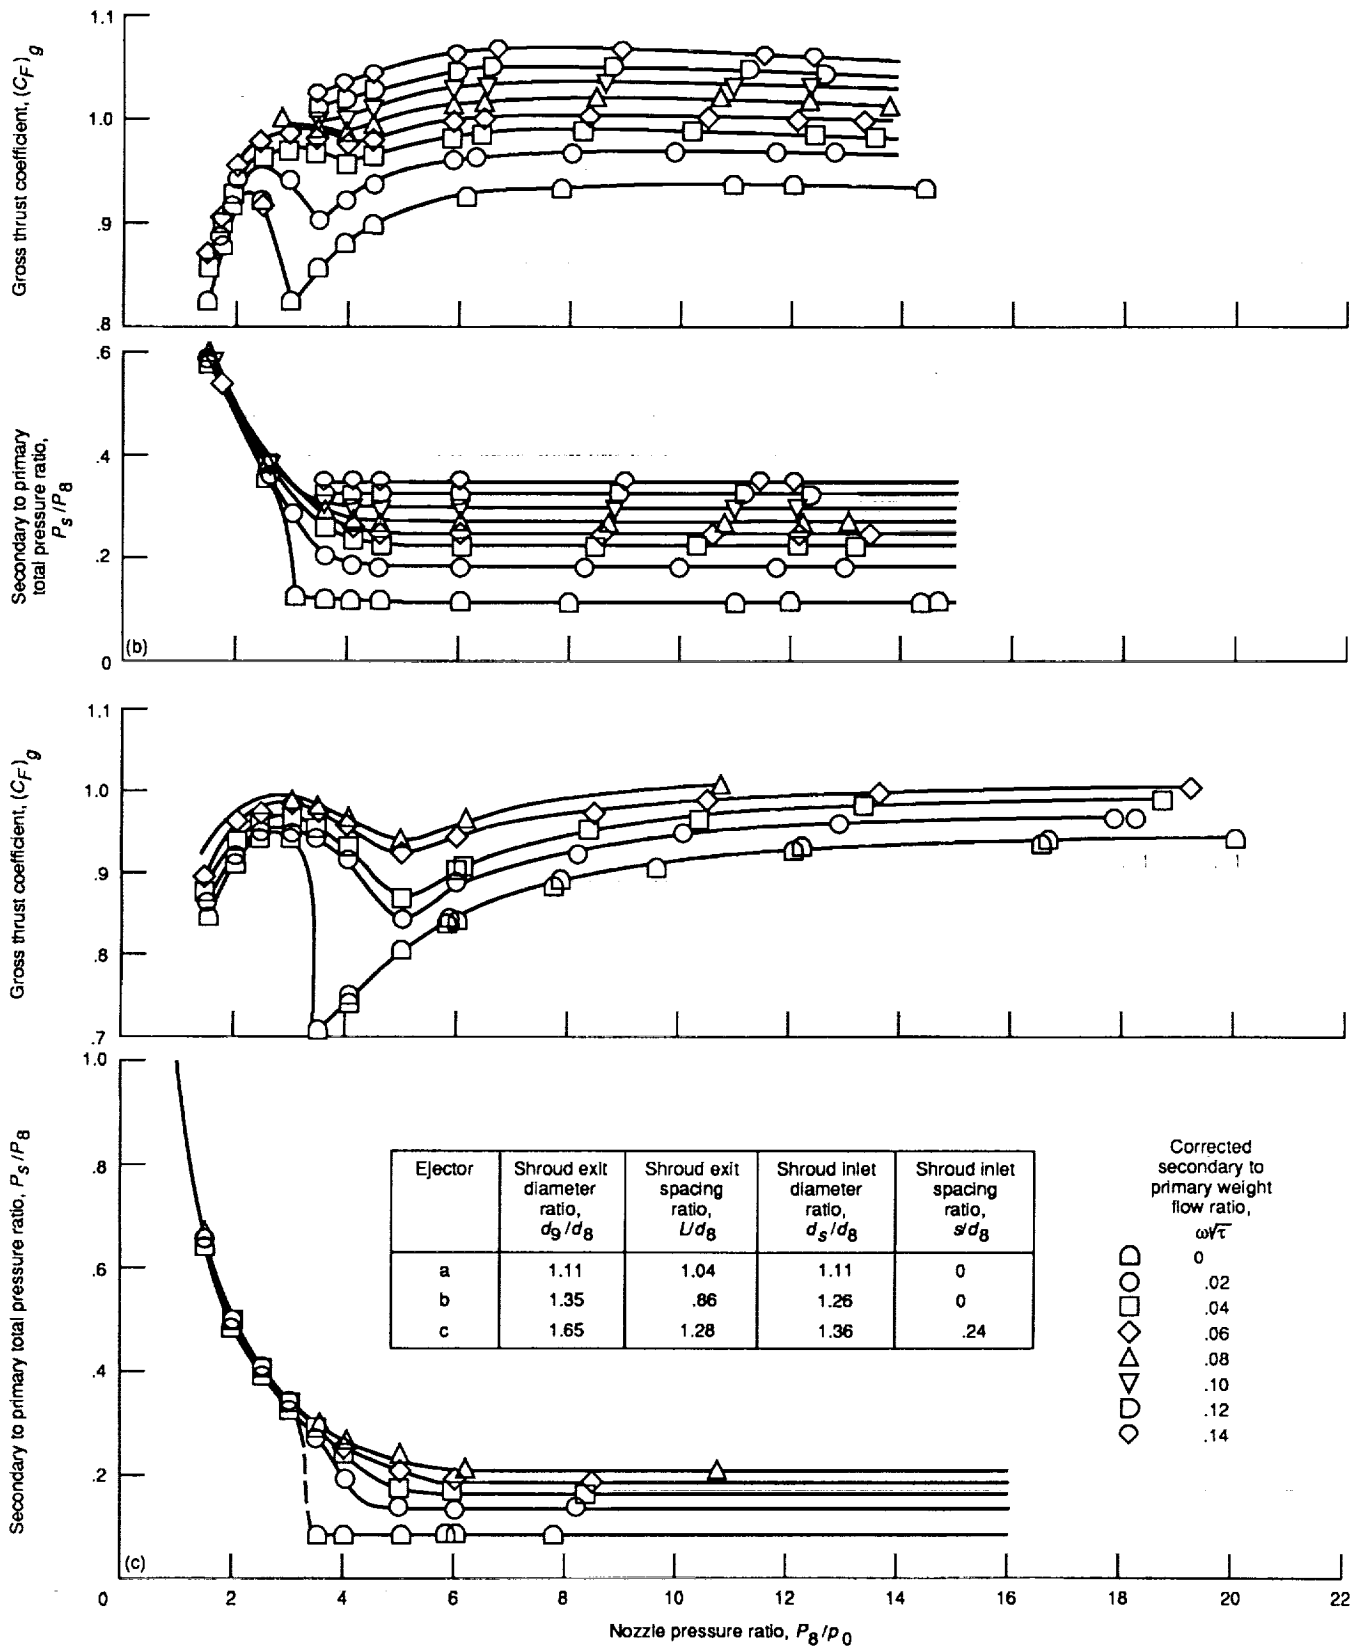 1.1
1.0
.9
.8
Gross thrust coefficient, (C_F)_g
.6
.4
.2
0
Secondary to primary
total pressure ratio,
P_s/P_8
(b)
1.1
1.0
.9
.8
.7
Gross thrust coefficient, (C_F)_g
1.0
.8
.6
.4
.2
0
Secondary to primary total pressure ratio, P_s/P_8
(c)
Ejector
Shroud exit
diameter
ratio,
d_9/d_8
Shroud exit
spacing
ratio,
L/d_8
Shroud inlet
diameter
ratio,
d_s/d_8
Shroud inlet
spacing
ratio,
s/d_8
a 1.11 1.04 1.11 0
b 1.35 .86 1.26 0
c 1.65 1.28 1.36 .24
Corrected
secondary to
primary weight
flow ratio,
ω√τ
0
.02
.04
.06
.08
.10
.12
.14
0 2 4 6 8 10 12 14 16 18 20 22
Nozzle pressure ratio, P_8/p_0